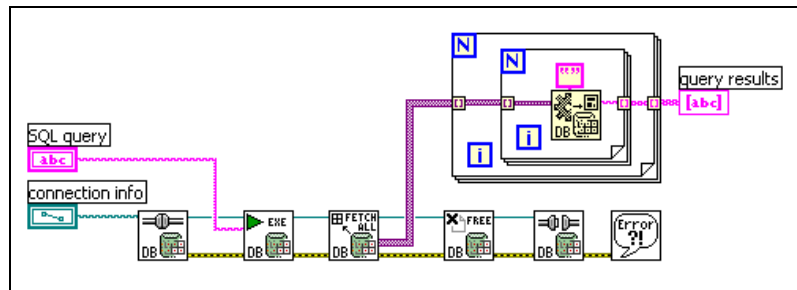 N
N
""
query results
DB
[abc]
SQL query
abc
i
i
connection info
EXE
FETCH
ALL
FREE
Error
?!
DB
DB
DB
DB
DB